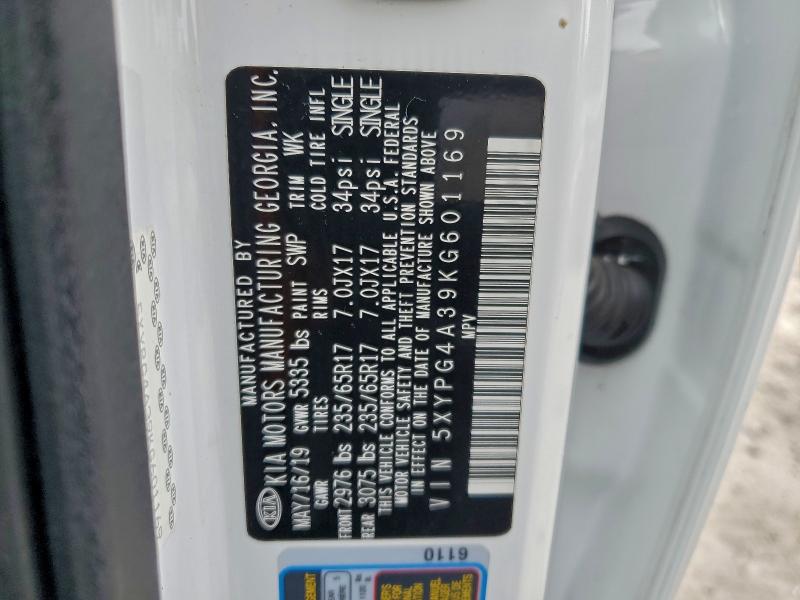 MANUFACTURED BY
KIA KIA MOTORS MANUFACTURING GEORGIA, INC.
MAY/16/19 GVWR 5335 lbs PAINT SWP TRIM WK
GAWR TIRES RIMS COLD TIRE INFL
FRONT 2976 lbs 235/65R17 7.0JX17 34psi SINGLE
REAR 3075 lbs 235/65R17 7.0JX17 34psi SINGLE
THIS VEHICLE CONFORMS TO ALL APPLICABLE U.S.A. FEDERAL
MOTOR VEHICLE SAFETY AND THEFT PREVENTION STANDARDS
IN EFFECT ON THE DATE OF MANUFACTURE SHOWN ABOVE
VIN 5XYPG4A39KG601169
MPV
6110